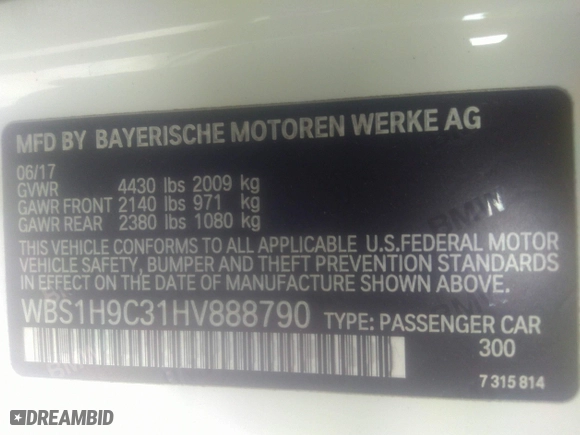 MFD BY BAYERISCHE MOTOREN WERKE AG
06/17
GVWR 4430 lbs 2009 kg
GAWR FRONT 2140 lbs 971 kg
GAWR REAR 2380 lbs 1080 kg
THIS VEHICLE CONFORMS TO ALL APPLICABLE U.S.FEDERAL MOTOR
VEHICLE SAFETY, BUMPER AND THEFT PREVENTION STANDARDS
IN EFFECT ON THE DATE OF MANUFACTURE SHOWN ABOVE.
WBS1H9C31HV888790 TYPE: PASSENGER CAR
300
7 315 814
BMW
DREAMBID